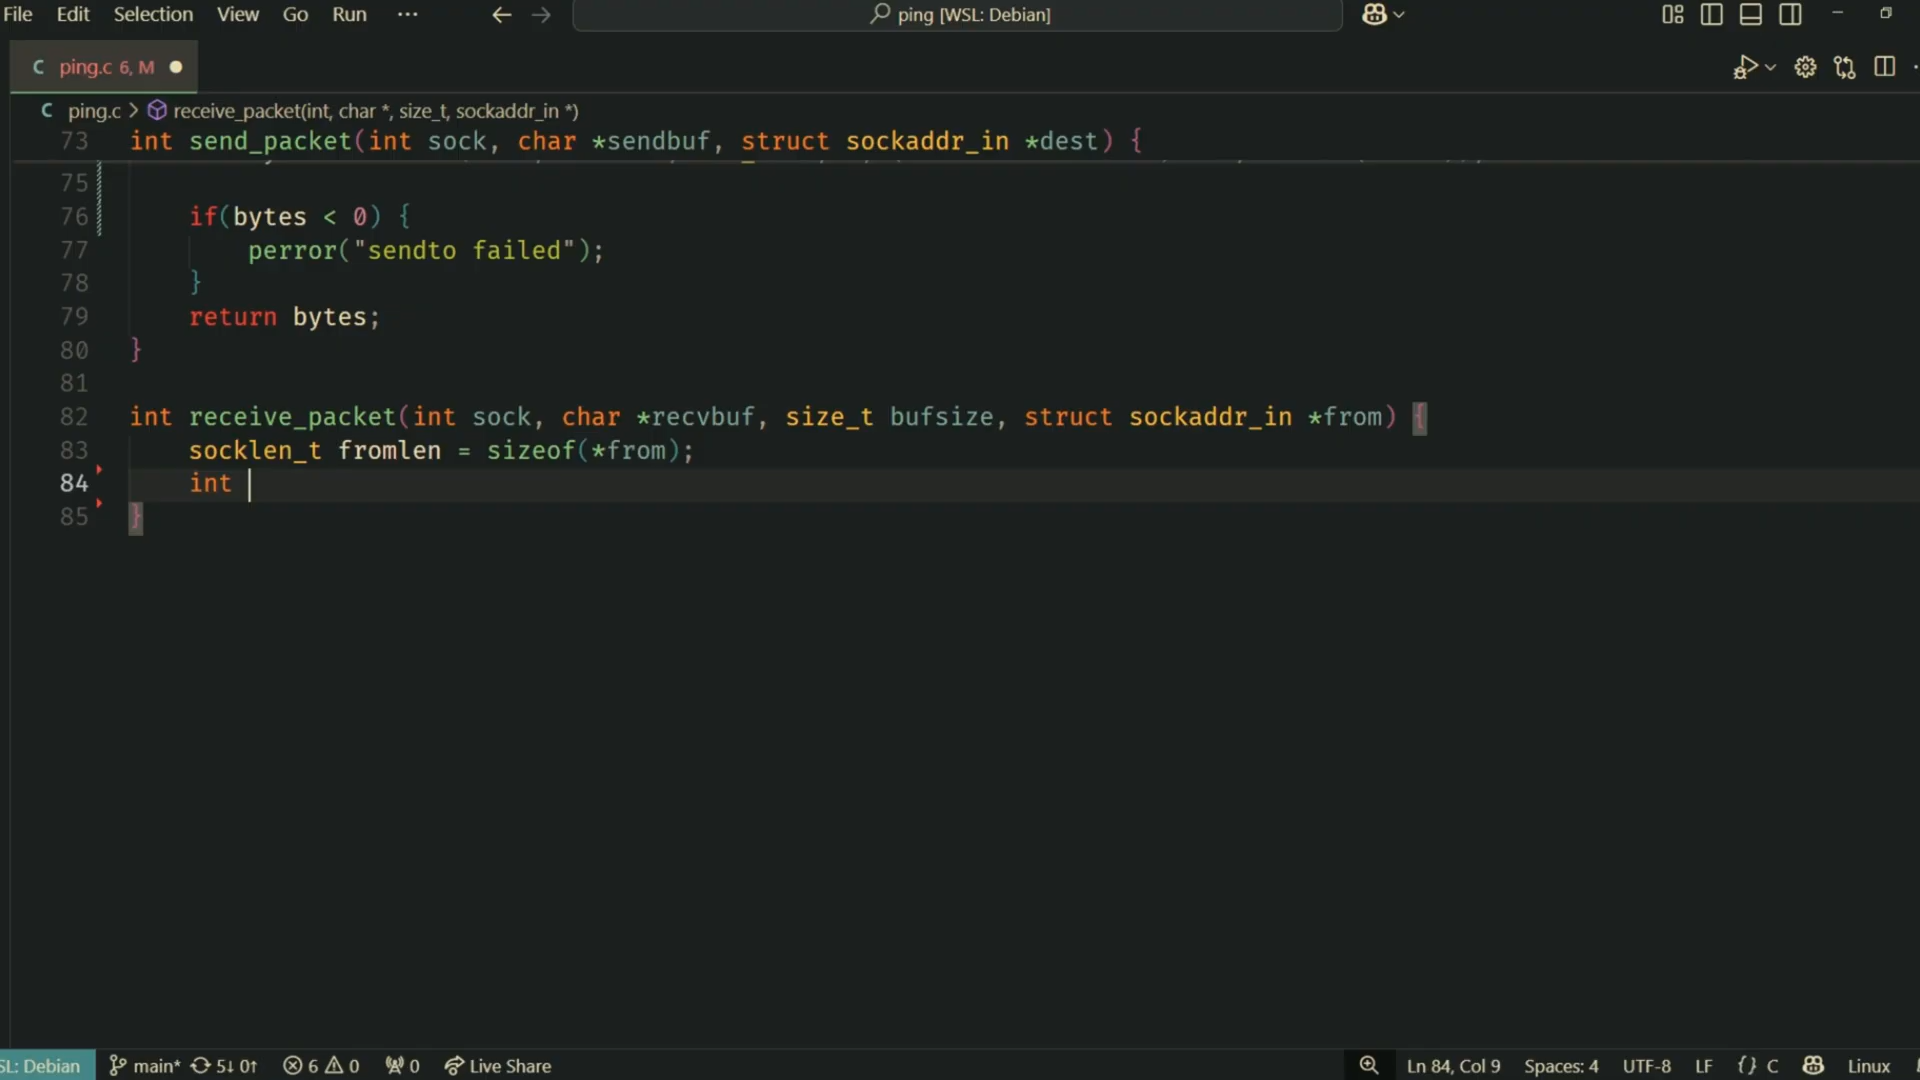 File Edit Selection View Go Run ··· ping [WSL: Debian]
C ping.c 6, M
C ping.c > receive_packet(int, char *, size_t, sockaddr_in *)
73 int send_packet(int sock, char *sendbuf, struct sockaddr_in *dest) {
75
76 if(bytes < 0) {
77 perror("sendto failed");
78 }
79 return bytes;
80 }
81
82 int receive_packet(int sock, char *recvbuf, size_t bufsize, struct sockaddr_in *from) {
83 socklen_t fromlen = sizeof(*from);
84 int
85 }
SL: Debian main* 5↓ 0↑ 6 0 0 Live Share Ln 84, Col 9 Spaces: 4 UTF-8 LF {} C Linux